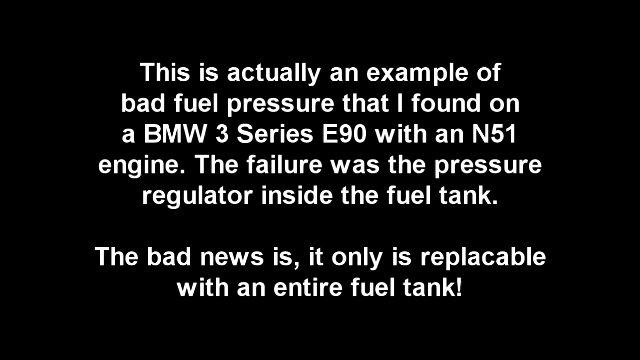 This is actually an example of
bad fuel pressure that I found on
a BMW 3 Series E90 with an N51
engine. The failure was the pressure
regulator inside the fuel tank.
The bad news is, it only is replacable
with an entire fuel tank!